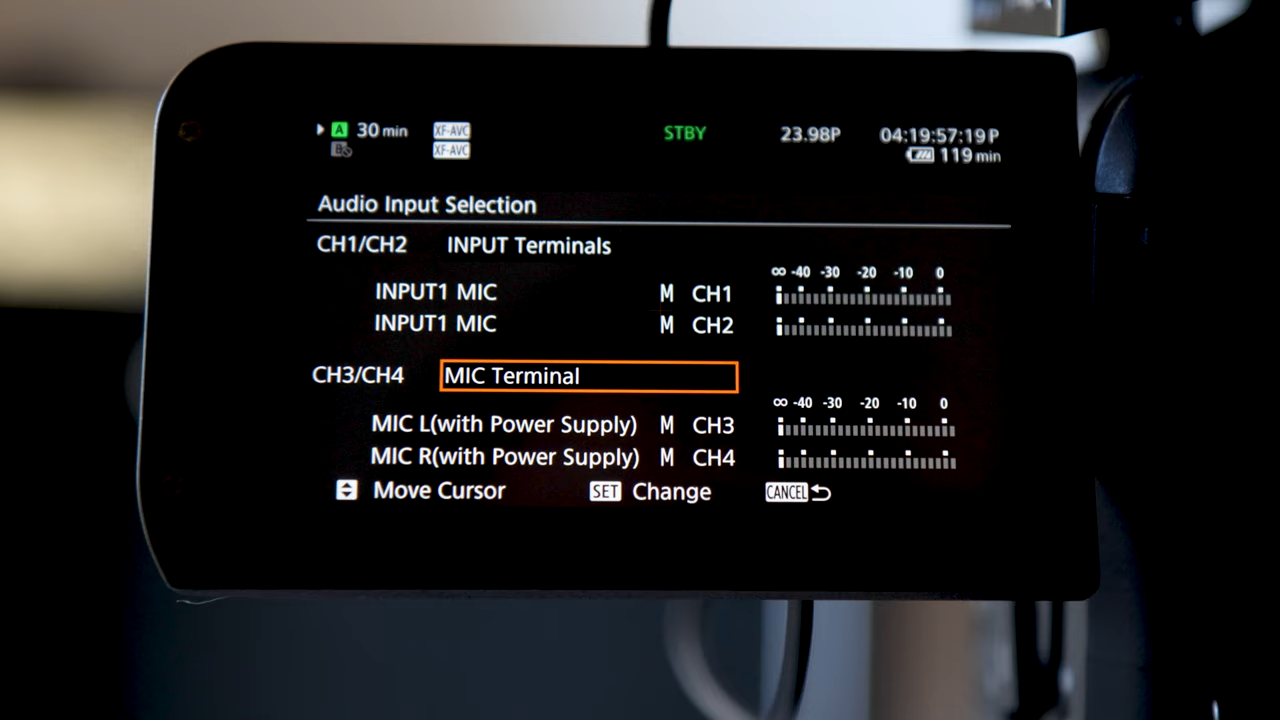 A 30 min XF-AVC STBY 23.98P 04:19:57:19P
B XF-AVC 119 min
Audio Input Selection
CH1/CH2 INPUT Terminals
∞ -40 -30 -20 -10 0
INPUT1 MIC M CH1
INPUT1 MIC M CH2
CH3/CH4 MIC Terminal
∞ -40 -30 -20 -10 0
MIC L(with Power Supply) M CH3
MIC R(with Power Supply) M CH4
Move Cursor SET Change CANCEL